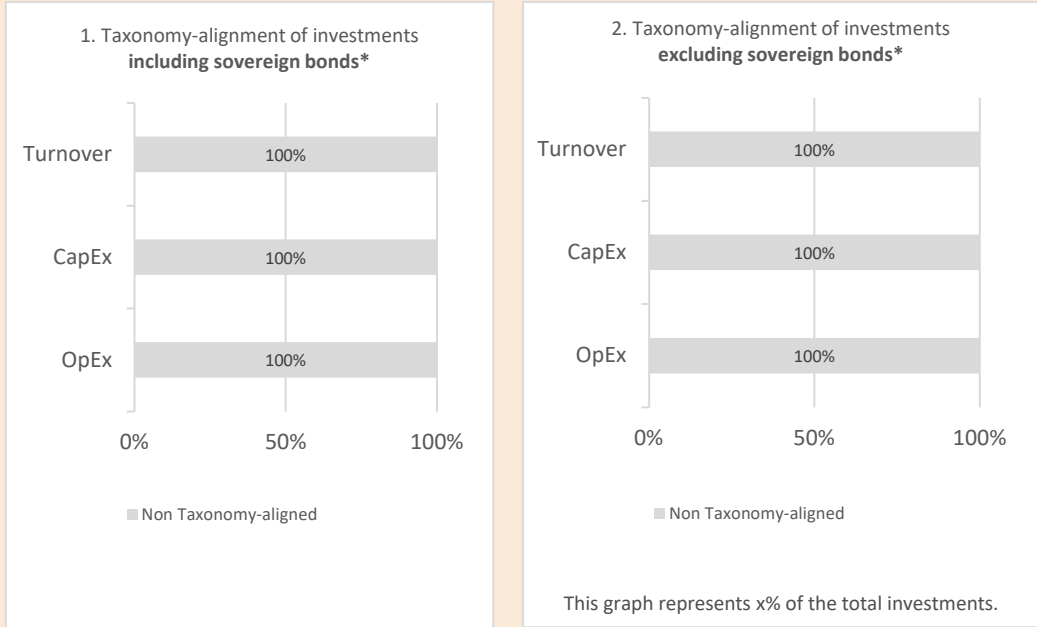 1. Taxonomy-alignment of investments
including sovereign bonds*
Turnover
100%
CapEx
100%
OpEx
100%
0%
50%
100%
Non Taxonomy-aligned
2. Taxonomy-alignment of investments
excluding sovereign bonds*
Turnover
100%
CapEx
100%
OpEx
100%
0%
50%
100%
Non Taxonomy-aligned
This graph represents x% of the total investments.